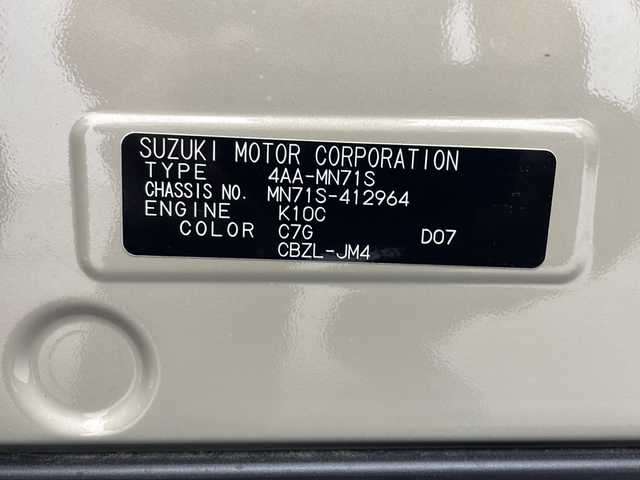 SUZUKI MOTOR CORPORATION
TYPE 4AA-MN71S
CHASSIS NO. MN71S-412964
ENGINE K10C
COLOR C7G D07
CBZL-JM4